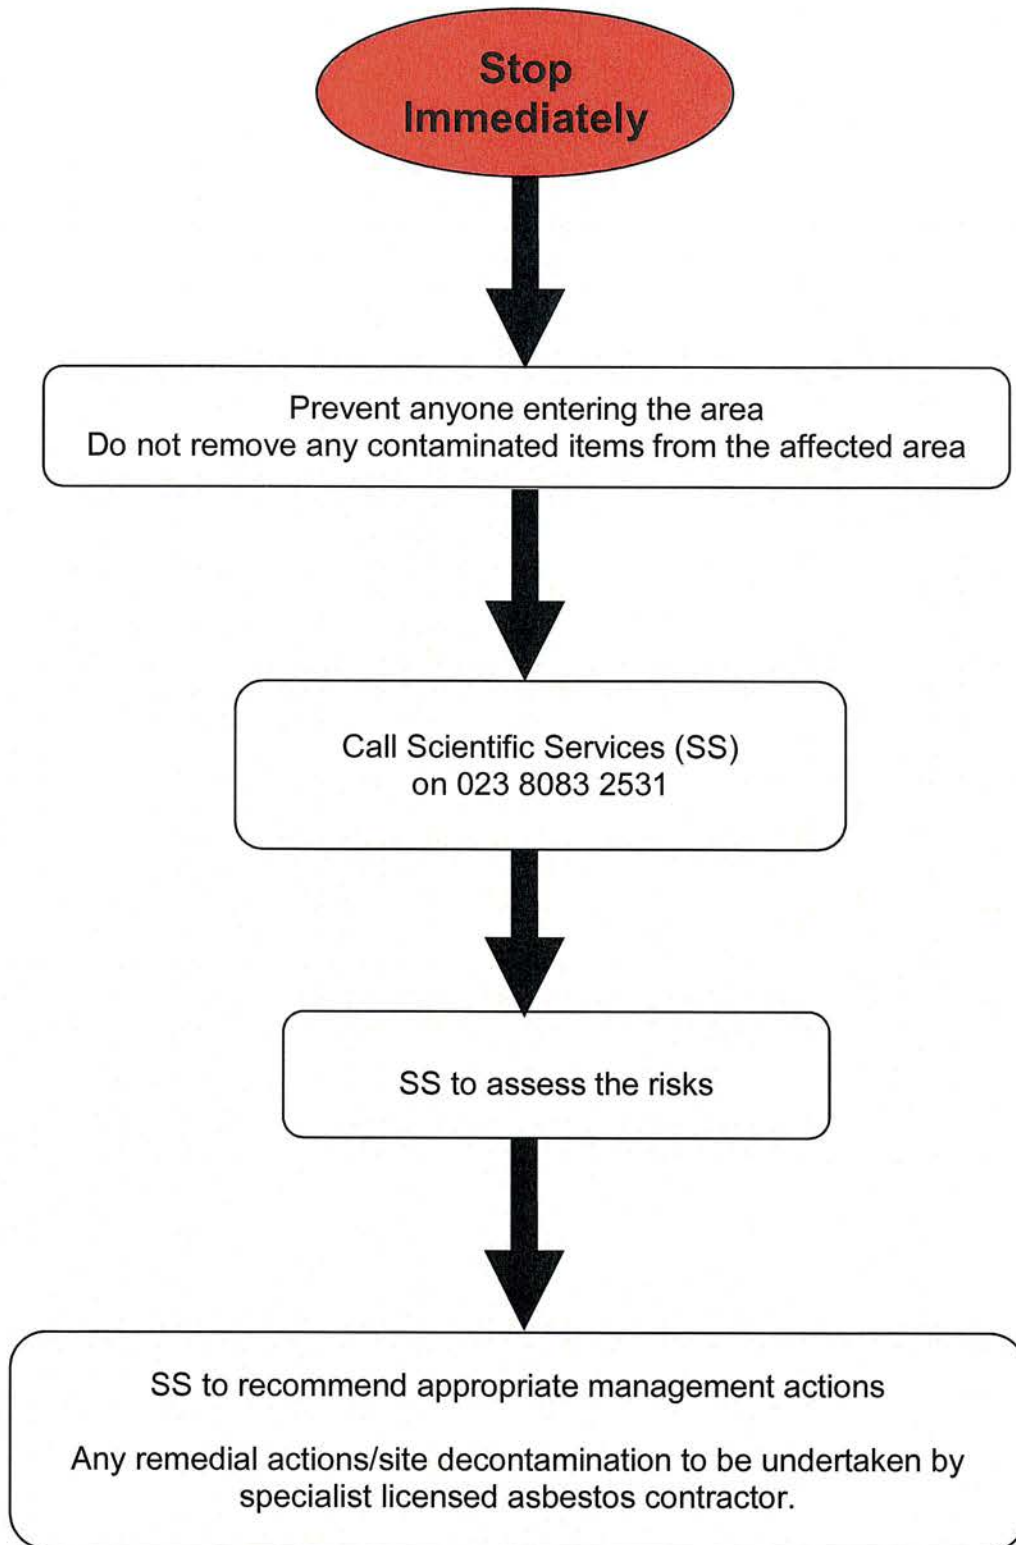 Stop
Immediately
Prevent anyone entering the area
Do not remove any contaminated items from the affected area
Call Scientific Services (SS)
on 023 8083 2531
SS to assess the risks
SS to recommend appropriate management actions
Any remedial actions/site decontamination to be undertaken by
specialist licensed asbestos contractor.